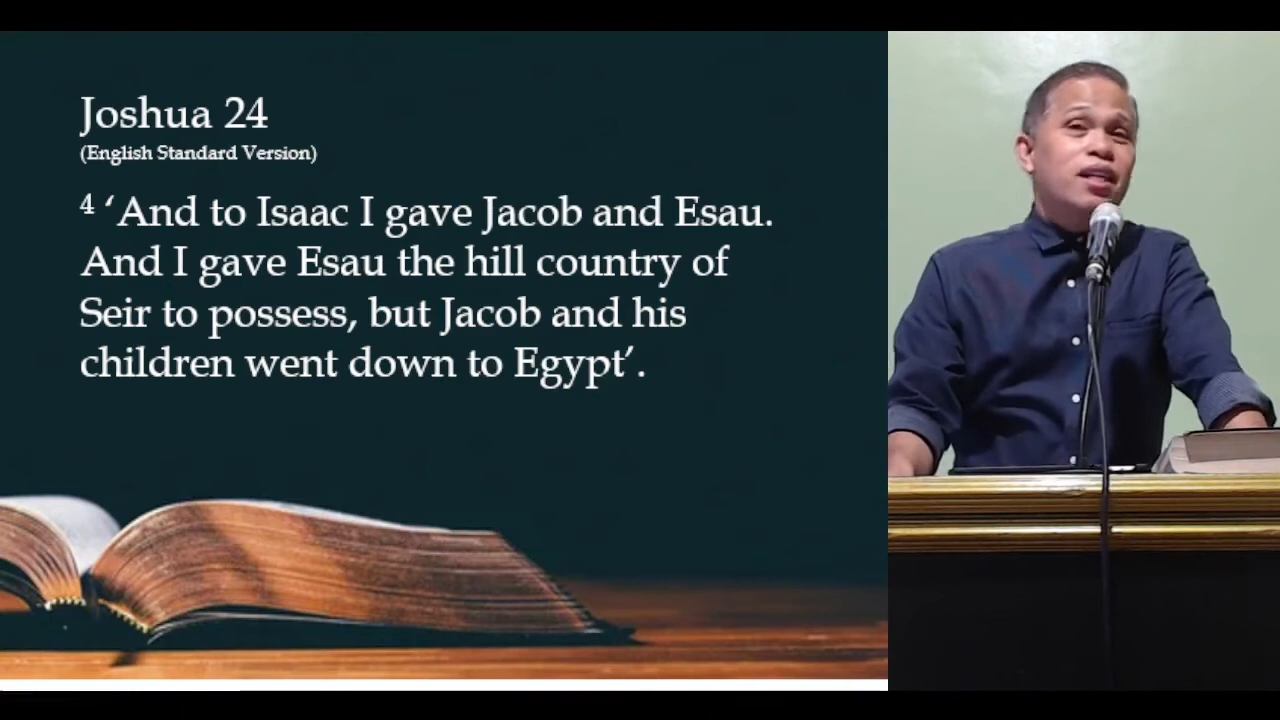 Joshua 24
(English Standard Version)
4 ‘And to Isaac I gave Jacob and Esau.
And I gave Esau the hill country of
Seir to possess, but Jacob and his
children went down to Egypt’.